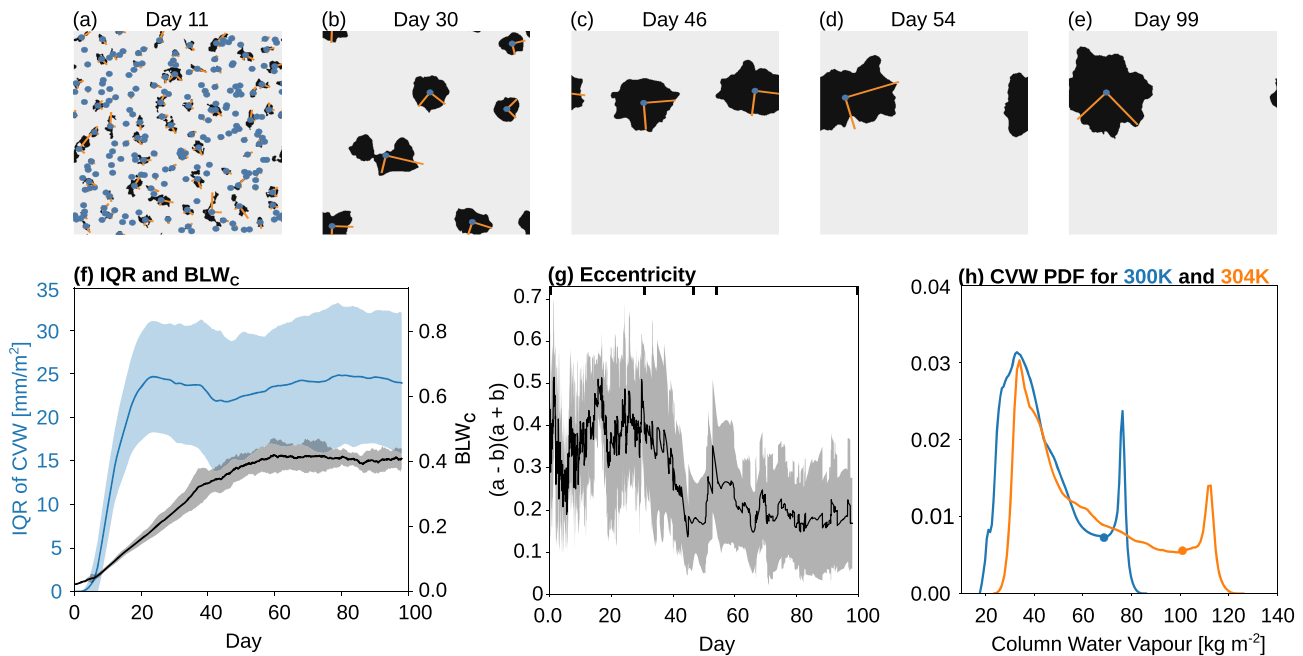 (a) Day 11
(b) Day 30
(c) Day 46
(d) Day 54
(e) Day 99
(f) IQR and BLW_C
35
30
25
20
15
10
5
0
IQR of CVW [mm/m²]
0.8
0.6
0.4
0.2
0.0
BLW_C
0 20 40 60 80 100
Day
(g) Eccentricity
0.7
0.6
0.5
0.4
0.3
0.2
0.1
0
(a - b)(a + b)
0.0 20 40 60 80 100
Day
(h) CVW PDF for 300K and 304K
0.04
0.03
0.02
0.01
0.00
20 40 60 80 100 120 140
Column Water Vapour [kg m⁻²]